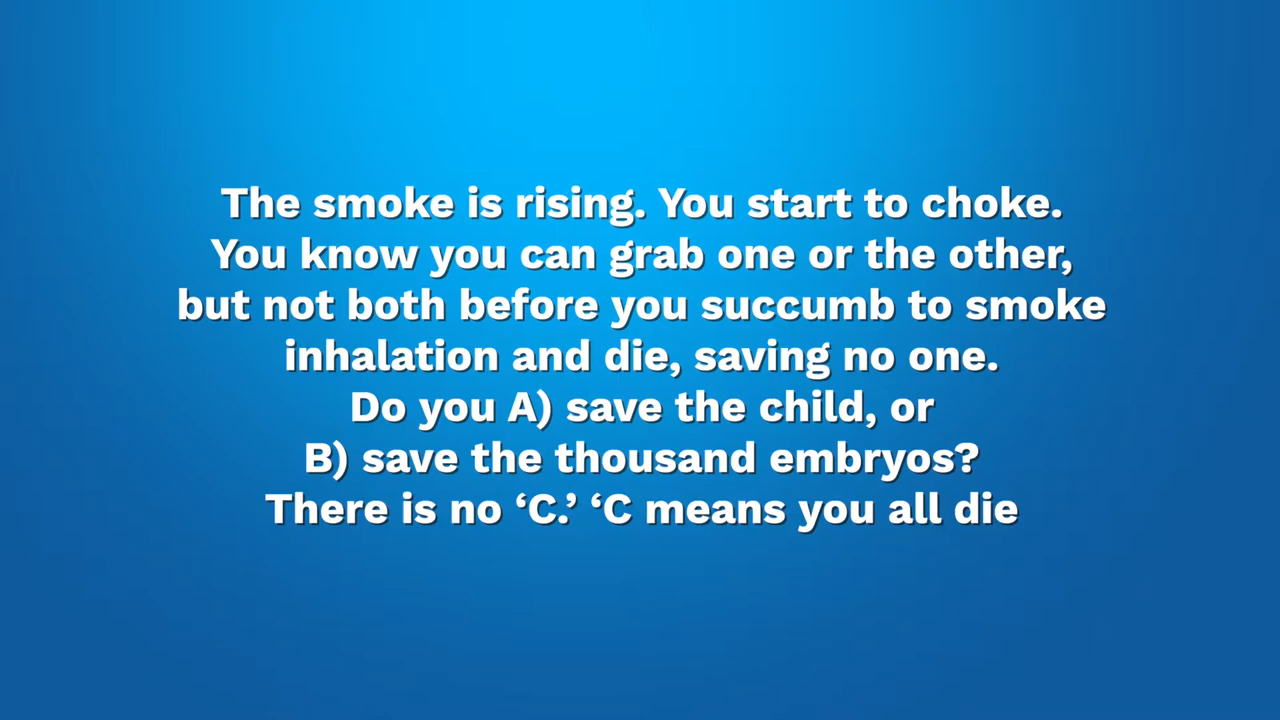 The smoke is rising. You start to choke.
You know you can grab one or the other,
but not both before you succumb to smoke
inhalation and die, saving no one.
Do you A) save the child, or
B) save the thousand embryos?
There is no ‘C.’ ‘C means you all die